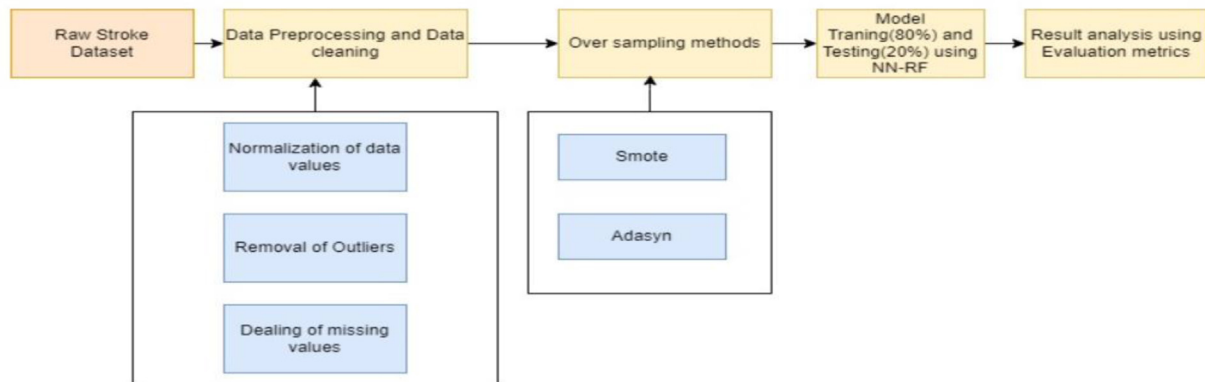 Raw Stroke
Dataset
Data Preprocessing and Data
cleaning
Over sampling methods
Model
Traning(80%) and
Testing(20%) using
NN-RF
Result analysis using
Evaluation metrics
Normalization of data
values
Removal of Outliers
Dealing of missing
values
Smote
Adasyn